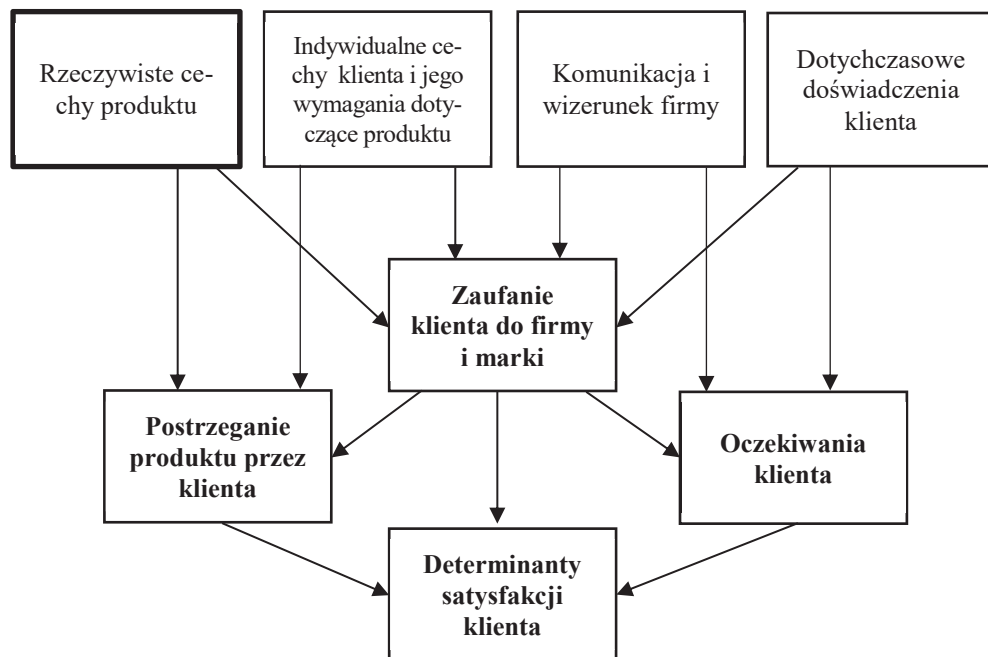 Rzeczywiste ce-
chy produktu
Indywidualne ce-
chy klienta i jego
wymagania doty-
czące produktu
Komunikacja i
wizerunek firmy
Dotychczasowe
doświadczenia
klienta
Zaufanie
klienta do firmy
i marki
Postrzeganie
produktu przez
klienta
Oczekiwania
klienta
Determinanty
satysfakcji
klienta